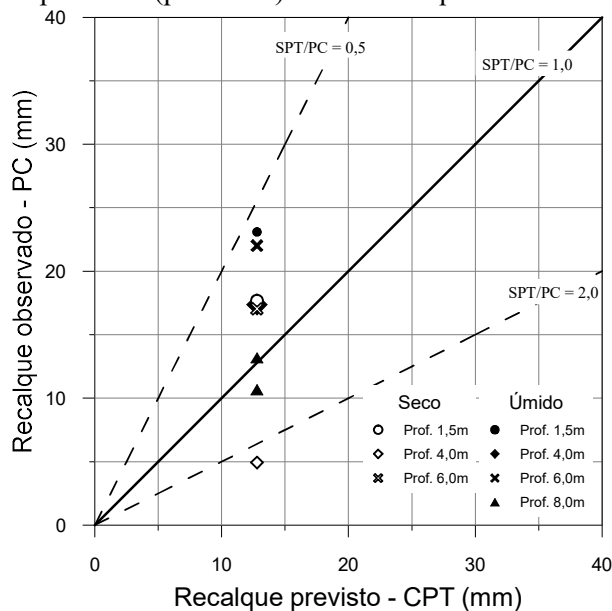 40
30
20
10
0
Recalque observado - PC (mm)
SPT/PC = 0,5
SPT/PC = 1,0
SPT/PC = 2,0
Seco Úmido
Prof. 1,5m Prof. 1,5m
Prof. 4,0m Prof. 4,0m
Prof. 6,0m Prof. 6,0m
Prof. 8,0m
0 10 20 30 40
Recalque previsto - CPT (mm)